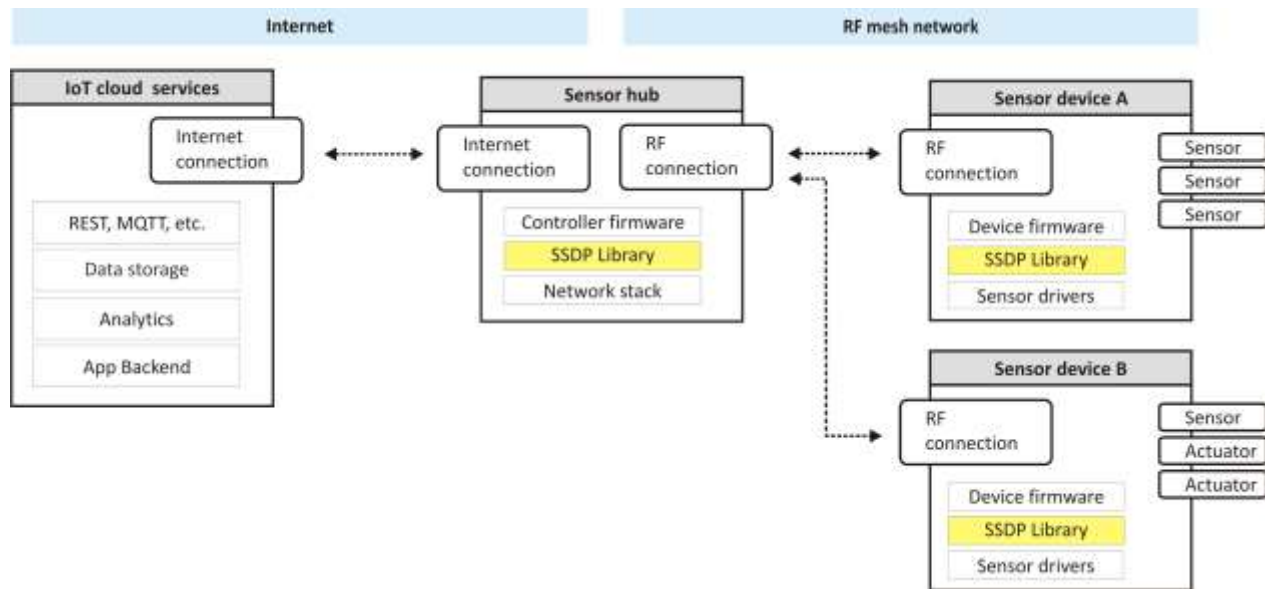 Internet
RF mesh network
IoT cloud services
Internet
connection
REST, MQTT, etc.
Data storage
Analytics
App Backend
Sensor hub
Internet
connection
RF
connection
Controller firmware
SSDP Library
Network stack
Sensor device A
RF
connection
Sensor
Sensor
Sensor
Device firmware
SSDP Library
Sensor drivers
Sensor device B
RF
connection
Sensor
Actuator
Actuator
Device firmware
SSDP Library
Sensor drivers